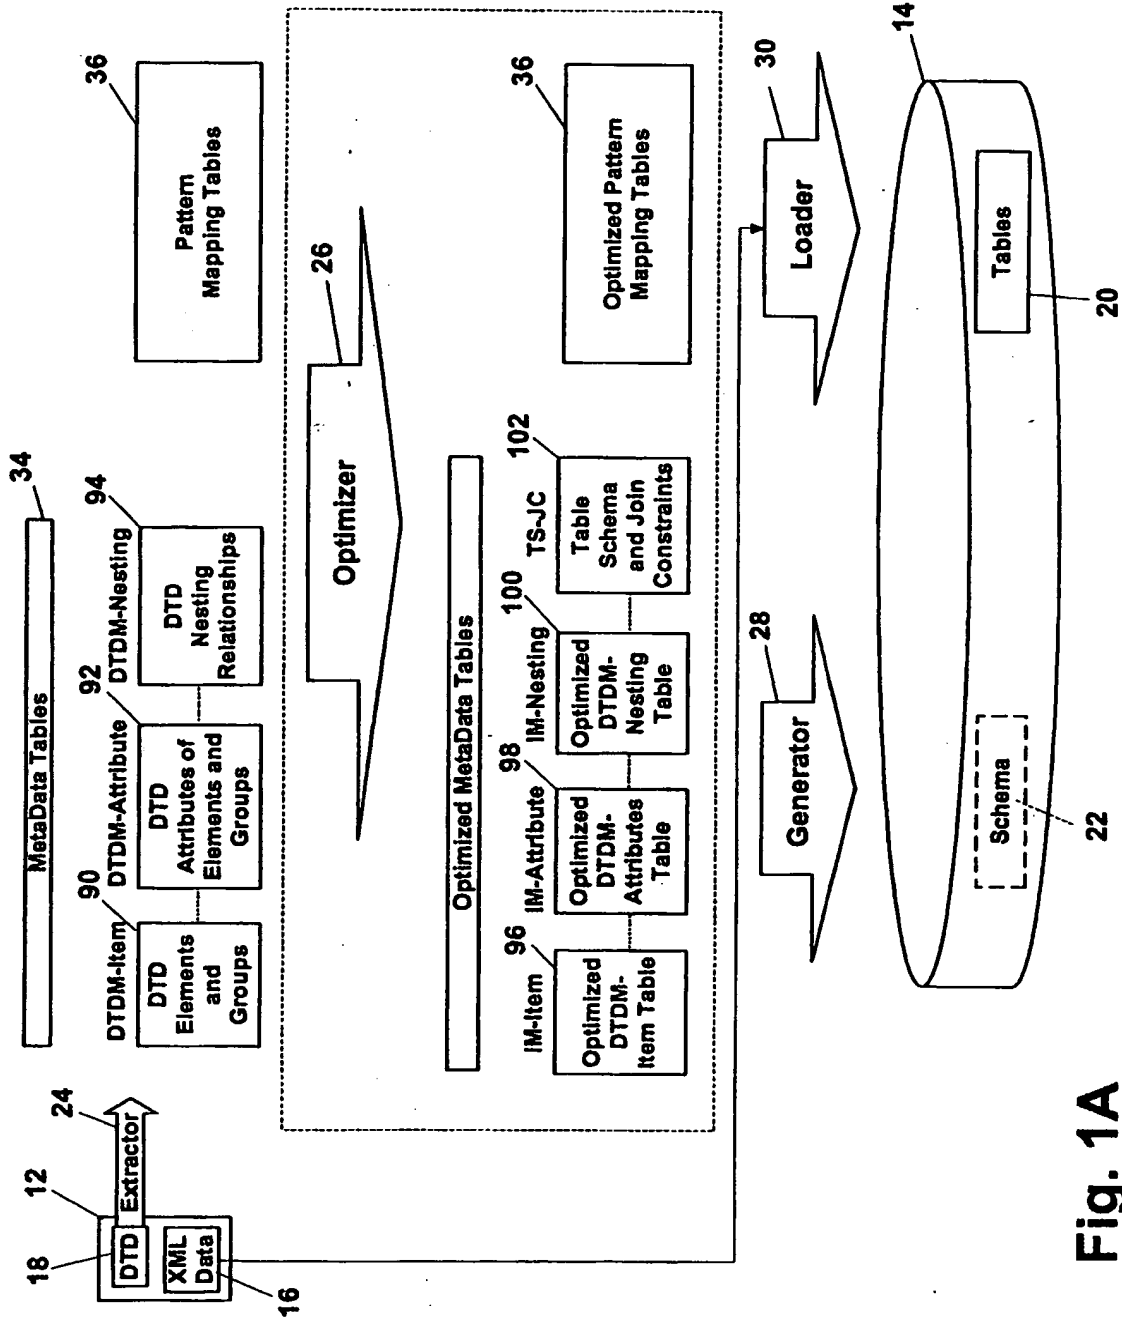 12
18
DTD
Extractor
24
XML
Data
16
34
MetaData Tables
DTDM-Item
90
DTD
Elements
and
Groups
DTDM-Attribute
92
DTD
Attributes of
Elements and
Groups
DTDM-Nesting
94
DTD
Nesting
Relationships
36
Pattern
Mapping Tables
Optimizer
26
Optimized MetaData Tables
IM-Item
96
Optimized
DTDM-
Item Table
IM-Attribute
98
Optimized
DTDM-
Attributes
Table
IM-Nesting
100
Optimized
DTDM-
Nesting
Table
TS-JC
102
Table
Schema
and Join
Constraints
36
Optimized Pattern
Mapping Tables
Generator
28
Loader
30
14
Schema
22
Tables
20
Fig. 1A